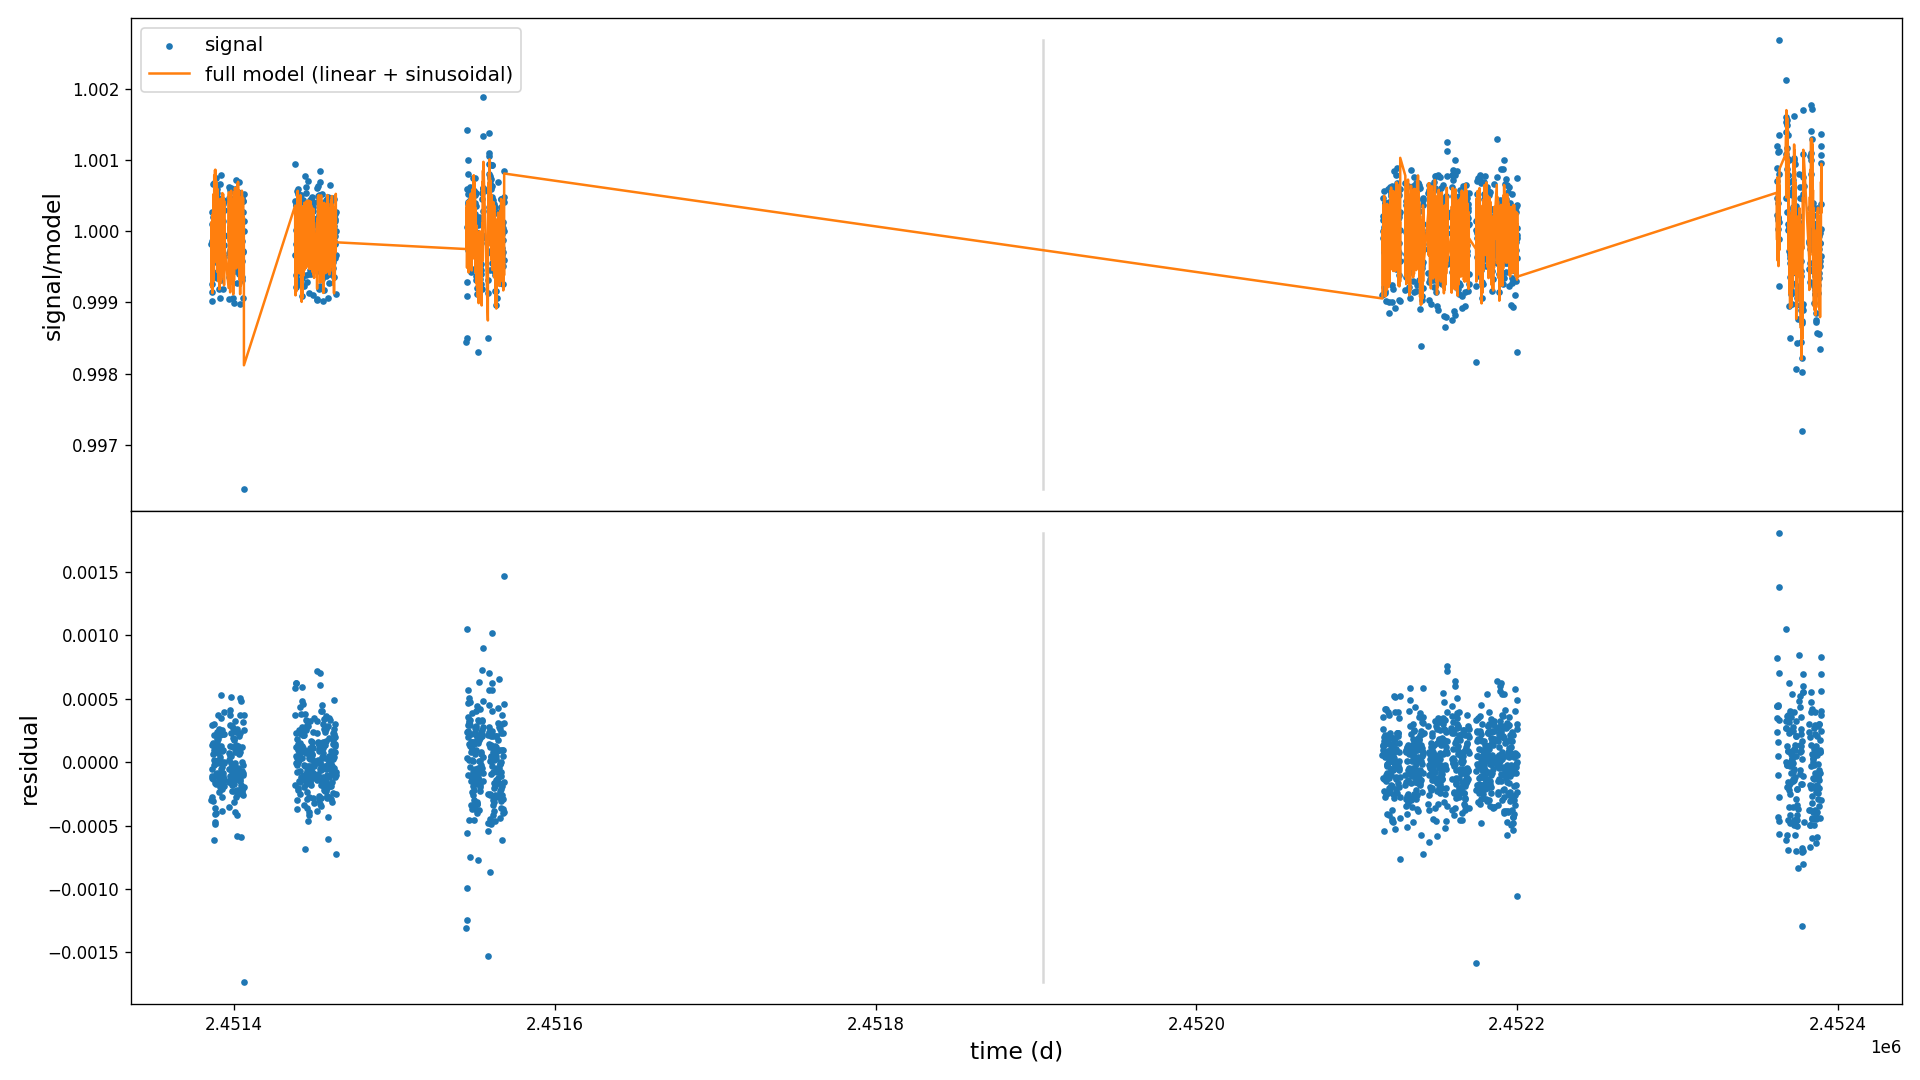 signal
full model (linear + sinusoidal)
signal/model
1.002
1.001
1.000
0.999
0.998
0.997
residual
0.0015
0.0010
0.0005
0.0000
−0.0005
−0.0010
−0.0015
2.4514 2.4516 2.4518 2.4520 2.4522 2.4524
1e6
time (d)